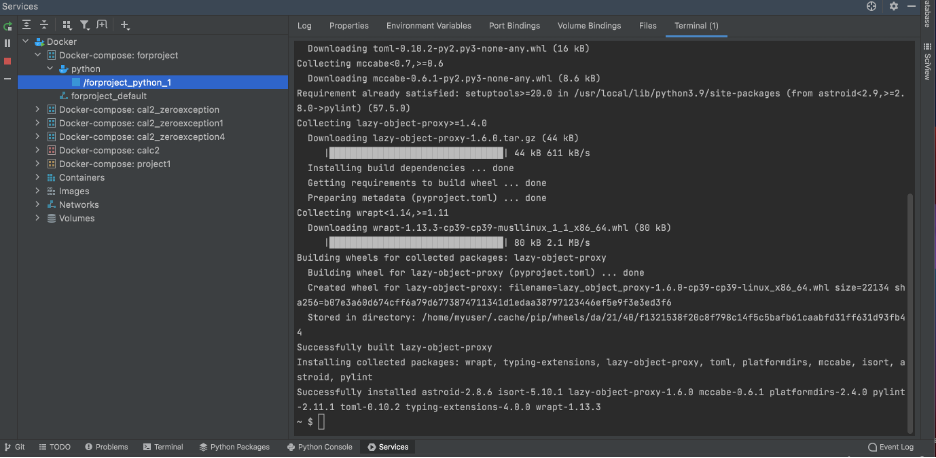 Services
Log Properties Environment Variables Port Bindings Volume Bindings Files Terminal (1)
Docker
Docker-compose: forproject
python
/forproject_python_1
forproject_default
Docker-compose: cal2_zeroexception
Docker-compose: cal2_zeroexception1
Docker-compose: cal2_zeroexception4
Docker-compose: calc2
Docker-compose: project1
Containers
Images
Networks
Volumes
Downloading toml-0.10.2-py2.py3-none-any.whl (16 kB)
Collecting mccabe<0.7,>=0.6
Downloading mccabe-0.6.1-py2.py3-none-any.whl (8.6 kB)
Requirement already satisfied: setuptools>=20.0 in /usr/local/lib/python3.9/site-packages (from astroid<2.9,>=2.
8.0->pylint) (57.5.0)
Collecting lazy-object-proxy>=1.4.0
Downloading lazy-object-proxy-1.6.0.tar.gz (44 kB)
|████████████████████████████████| 44 kB 611 kB/s
Installing build dependencies ... done
Getting requirements to build wheel ... done
Preparing metadata (pyproject.toml) ... done
Collecting wrapt<1.14,>=1.11
Downloading wrapt-1.13.3-cp39-cp39-musllinux_1_1_x86_64.whl (80 kB)
|████████████████████████████████| 80 kB 2.1 MB/s
Building wheels for collected packages: lazy-object-proxy
Building wheel for lazy-object-proxy (pyproject.toml) ... done
Created wheel for lazy-object-proxy: filename=lazy_object_proxy-1.6.0-cp39-cp39-linux_x86_64.whl size=22134 sh
a256=b07e3a60d674cff6a79d6773874711341d1edaa38797123446ef5e9f3e3ed3f6
Stored in directory: /home/myuser/.cache/pip/wheels/da/21/40/f1321538f20c8f798c14f5c5bafb61caabfd31ff631d93fb4
4
Successfully built lazy-object-proxy
Installing collected packages: wrapt, typing-extensions, lazy-object-proxy, toml, platformdirs, mccabe, isort, a
stroid, pylint
Successfully installed astroid-2.8.6 isort-5.10.1 lazy-object-proxy-1.6.0 mccabe-0.6.1 platformdirs-2.4.0 pylint
-2.11.1 toml-0.10.2 typing-extensions-4.0.0 wrapt-1.13.3
~ $
atabase
SciView
Git TODO Problems Terminal Python Packages Python Console Services Event Log